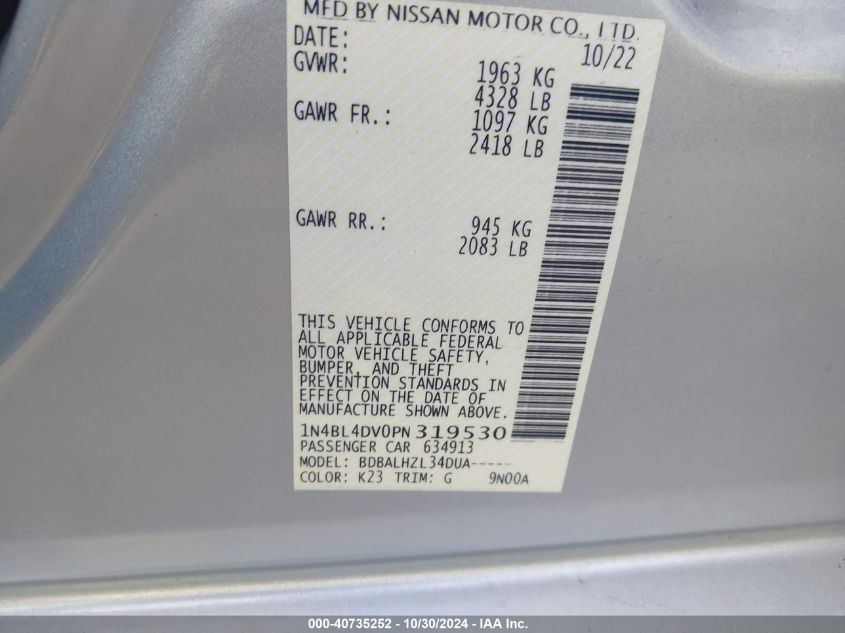 MFD BY NISSAN MOTOR CO., LTD.
DATE: 10/22
GVWR: 1963 KG
4328 LB
GAWR FR.: 1097 KG
2418 LB
GAWR RR.: 945 KG
2083 LB
THIS VEHICLE CONFORMS TO
ALL APPLICABLE FEDERAL
MOTOR VEHICLE SAFETY,
BUMPER, AND THEFT
PREVENTION STANDARDS IN
EFFECT ON THE DATE OF
MANUFACTURE SHOWN ABOVE.
1N4BL4DV0PN319530
PASSENGER CAR 634913
MODEL: BDBALHZL34DUA-----
COLOR: K23 TRIM: G 9N00A
000-40735252 - 10/30/2024 - IAA Inc.